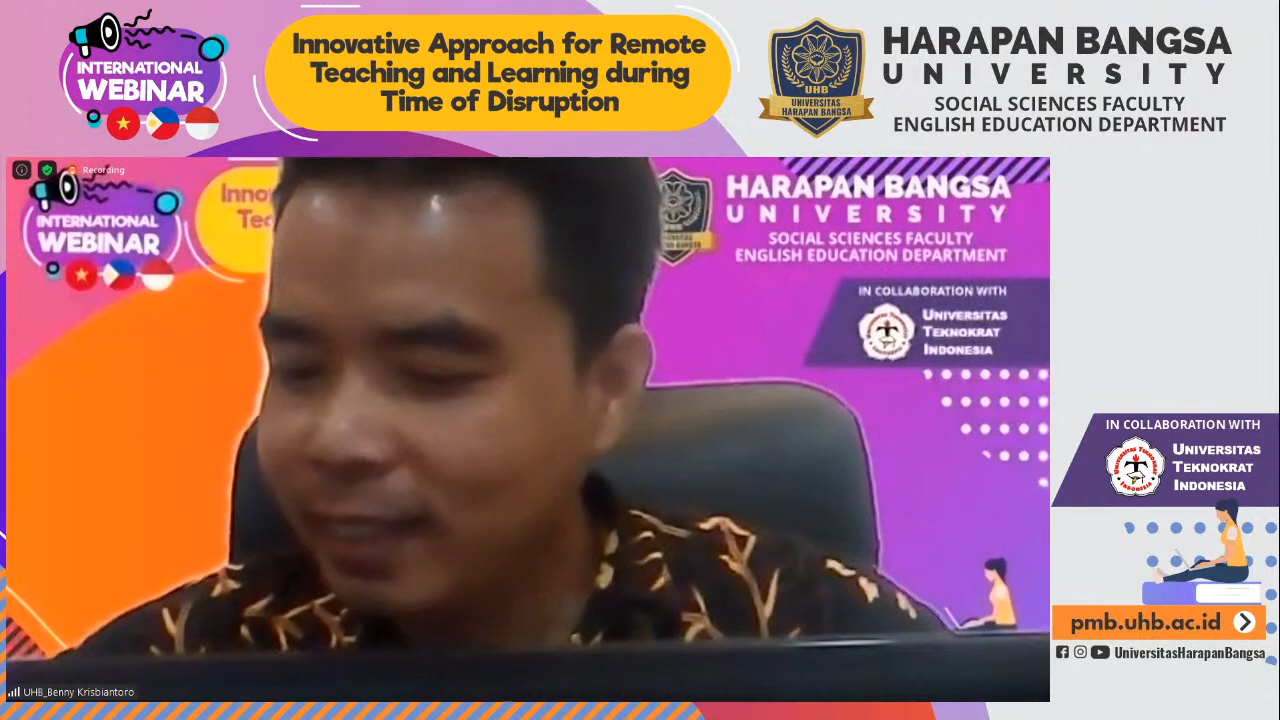 INTERNATIONAL
WEBINAR
Innovative Approach for Remote
Teaching and Learning during
Time of Disruption
UHB
UNIVERSITAS
HARAPAN BANGSA
HARAPAN BANGSA
UNIVERSITY
SOCIAL SCIENCES FACULTY
ENGLISH EDUCATION DEPARTMENT
Recording
INTERNATIONAL
WEBINAR
HARAPAN BANGSA
UNIVERSITY
SOCIAL SCIENCES FACULTY
ENGLISH EDUCATION DEPARTMENT
IN COLLABORATION WITH
UNIVERSITAS
TEKNOKRAT
INDONESIA
IN COLLABORATION WITH
UNIVERSITAS
TEKNOKRAT
INDONESIA
pmb.uhb.ac.id
UniversitasHarapanBangsa
UHB_Benny Krisbiantoro